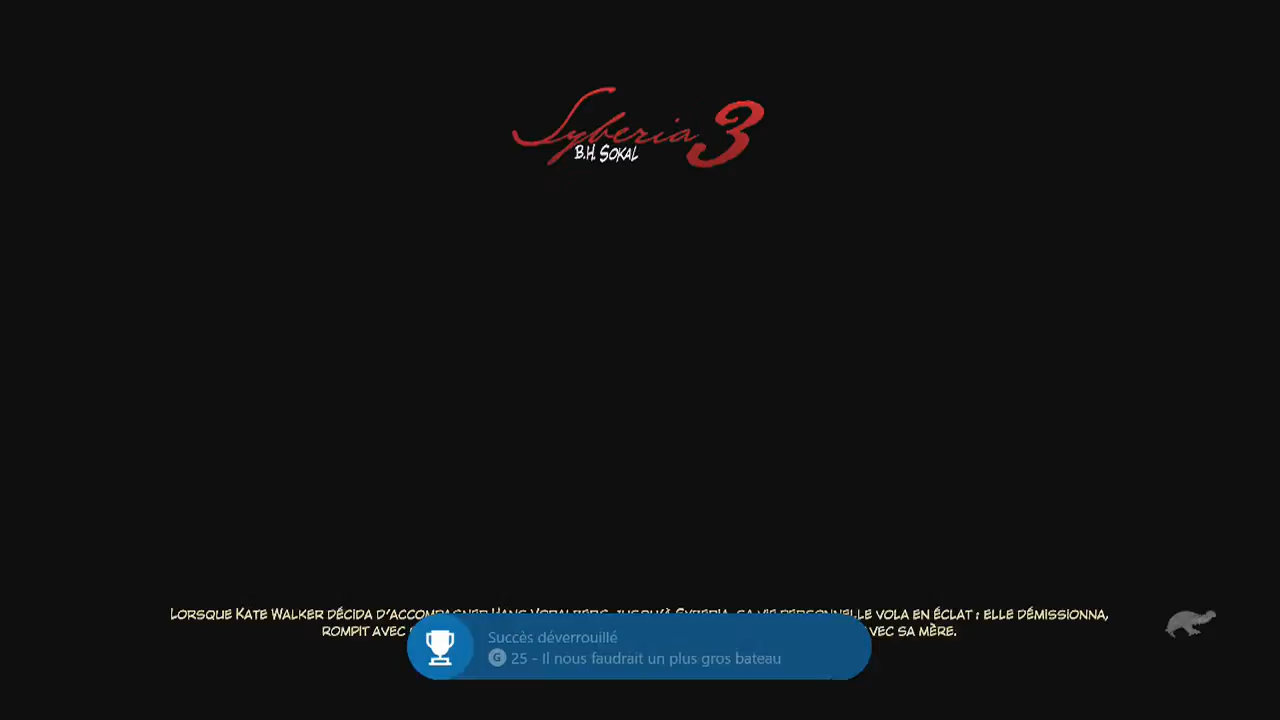 Syberia 3
B.H. SOKAL
LORSQUE KATE WALKER DÉCIDA D'ACCOMPAGNER HANS VORALBERG JUSQU'À SYBERIA, SA VIE PERSONNELLE VOLA EN ÉCLAT : ELLE DÉMISSIONNA,
ROMPIT AVEC VEC SA MÈRE.
Succès déverrouillé
G 25 - Il nous faudrait un plus gros bateau